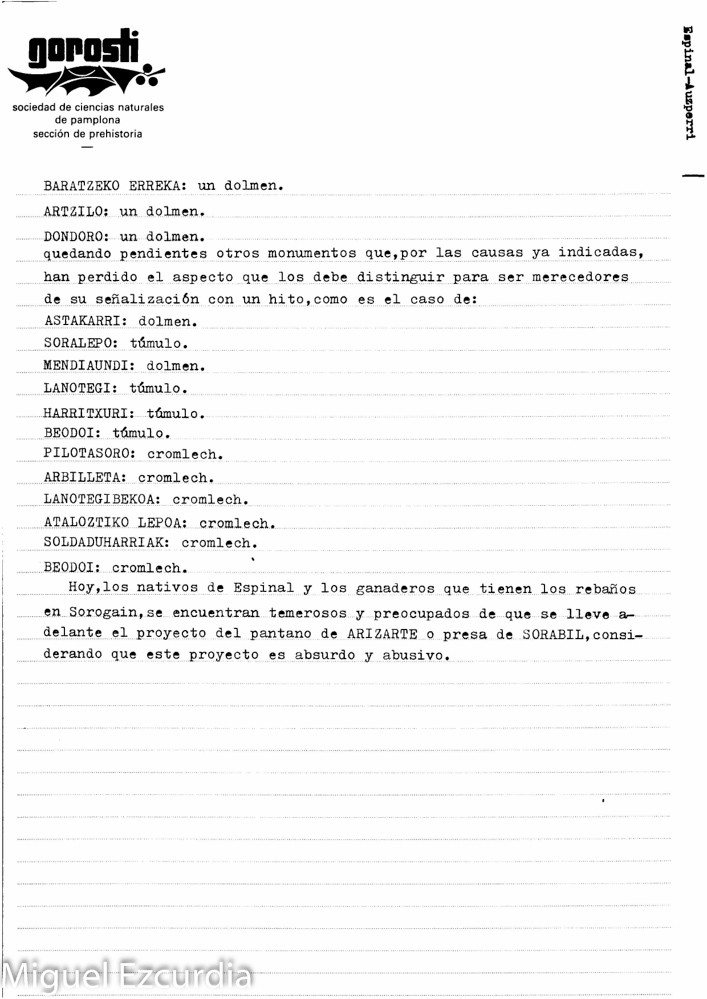 gorosti
sociedad de ciencias naturales
de pamplona
sección de prehistoria
Espinal-Auzperri
BARATZEKO ERREKA: un dolmen.
ARTZILO: un dolmen.
DONDORO: un dolmen.
quedando pendientes otros monumentos que,por las causas ya indicadas,
han perdido el aspecto que los debe distinguir para ser merecedores
de su señalización con un hito,como es el caso de:
ASTAKARRI: dolmen.
SORALEPO: túmulo.
MENDIAUNDI: dolmen.
LANOTEGI: túmulo.
HARRITXURI: túmulo.
BEODOI: túmulo.
PILOTASORO: cromlech.
ARBILLETA: cromlech.
LANOTEGIBEKOA: cromlech.
ATALOZTIKO LEPOA: cromlech.
SOLDADUHARRIAK: cromlech.
BEODOI: cromlech.
Hoy,los nativos de Espinal y los ganaderos que tienen los rebaños
en Sorogain,se encuentran temerosos y preocupados de que se lleve a-
delante el proyecto del pantano de ARIZARTE o presa de SORABIL,consi-
derando que este proyecto es absurdo y abusivo.
Miguel Ezcurdia